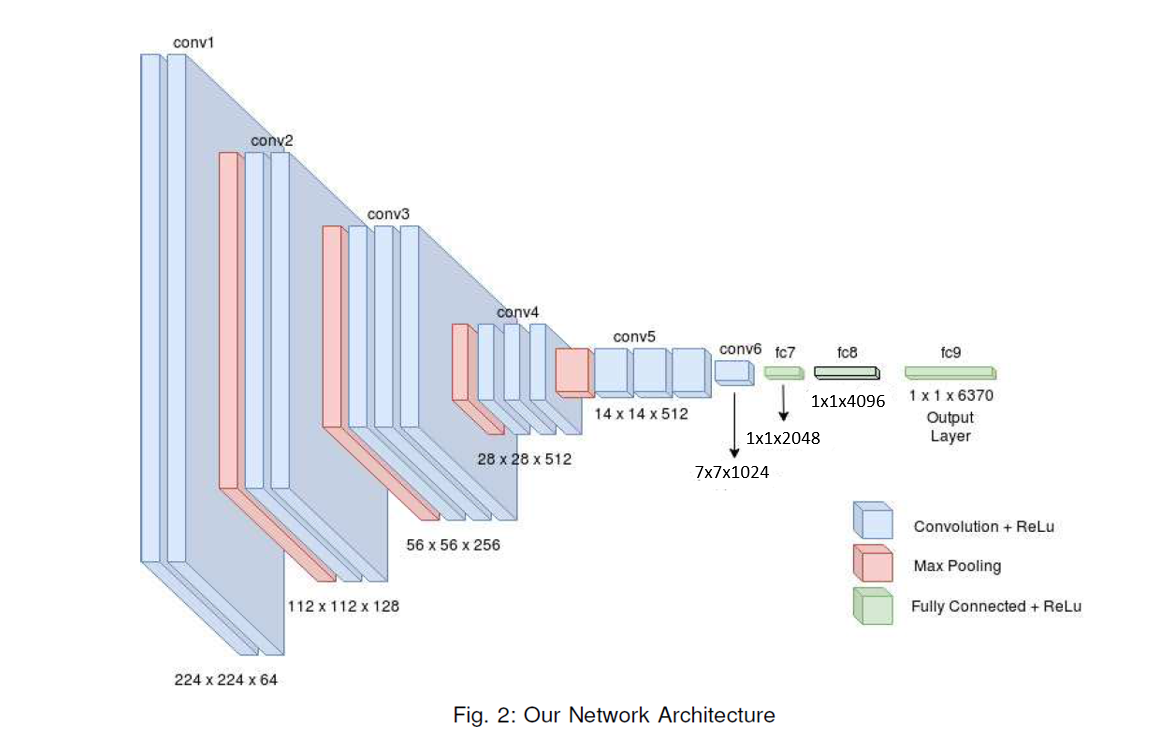 conv1
conv2
conv3
conv4
conv5
conv6
fc7
fc8
fc9
1x1x4096
1 x 1 x 6370
Output
Layer
14 x 14 x 512
1x1x2048
28 x 28 x 512
7x7x1024
56 x 56 x 256
112 x 112 x 128
224 x 224 x 64
Convolution + ReLu
Max Pooling
Fully Connected + ReLu
Fig. 2: Our Network Architecture